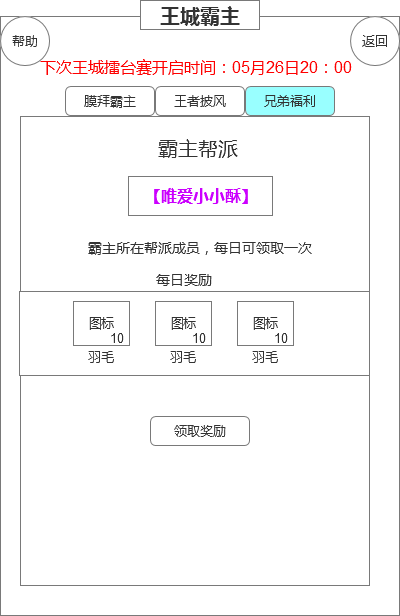 王城霸主
帮助
返回
下次王城擂台赛开启时间：05月26日20：00
膜拜霸主
王者披风
兄弟福利
霸主帮派
【唯爱小小酥】
霸主所在帮派成员，每日可领取一次
每日奖励
图标 图标 图标
10 10 10
羽毛 羽毛 羽毛
领取奖励